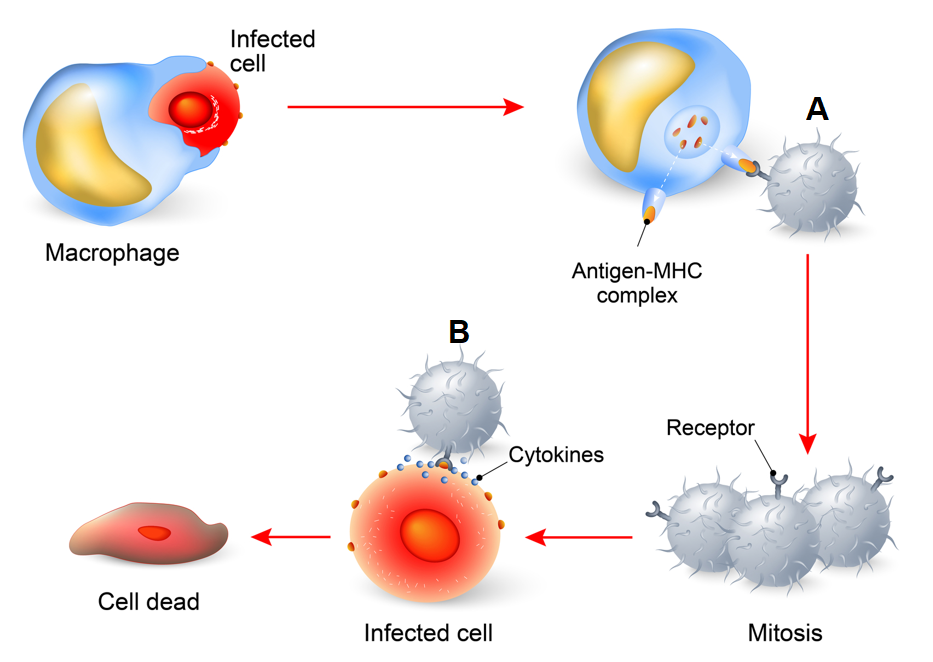 Infected
cell
A
Macrophage
Antigen-MHC
complex
B
Receptor
Cytokines
Cell dead
Infected cell
Mitosis